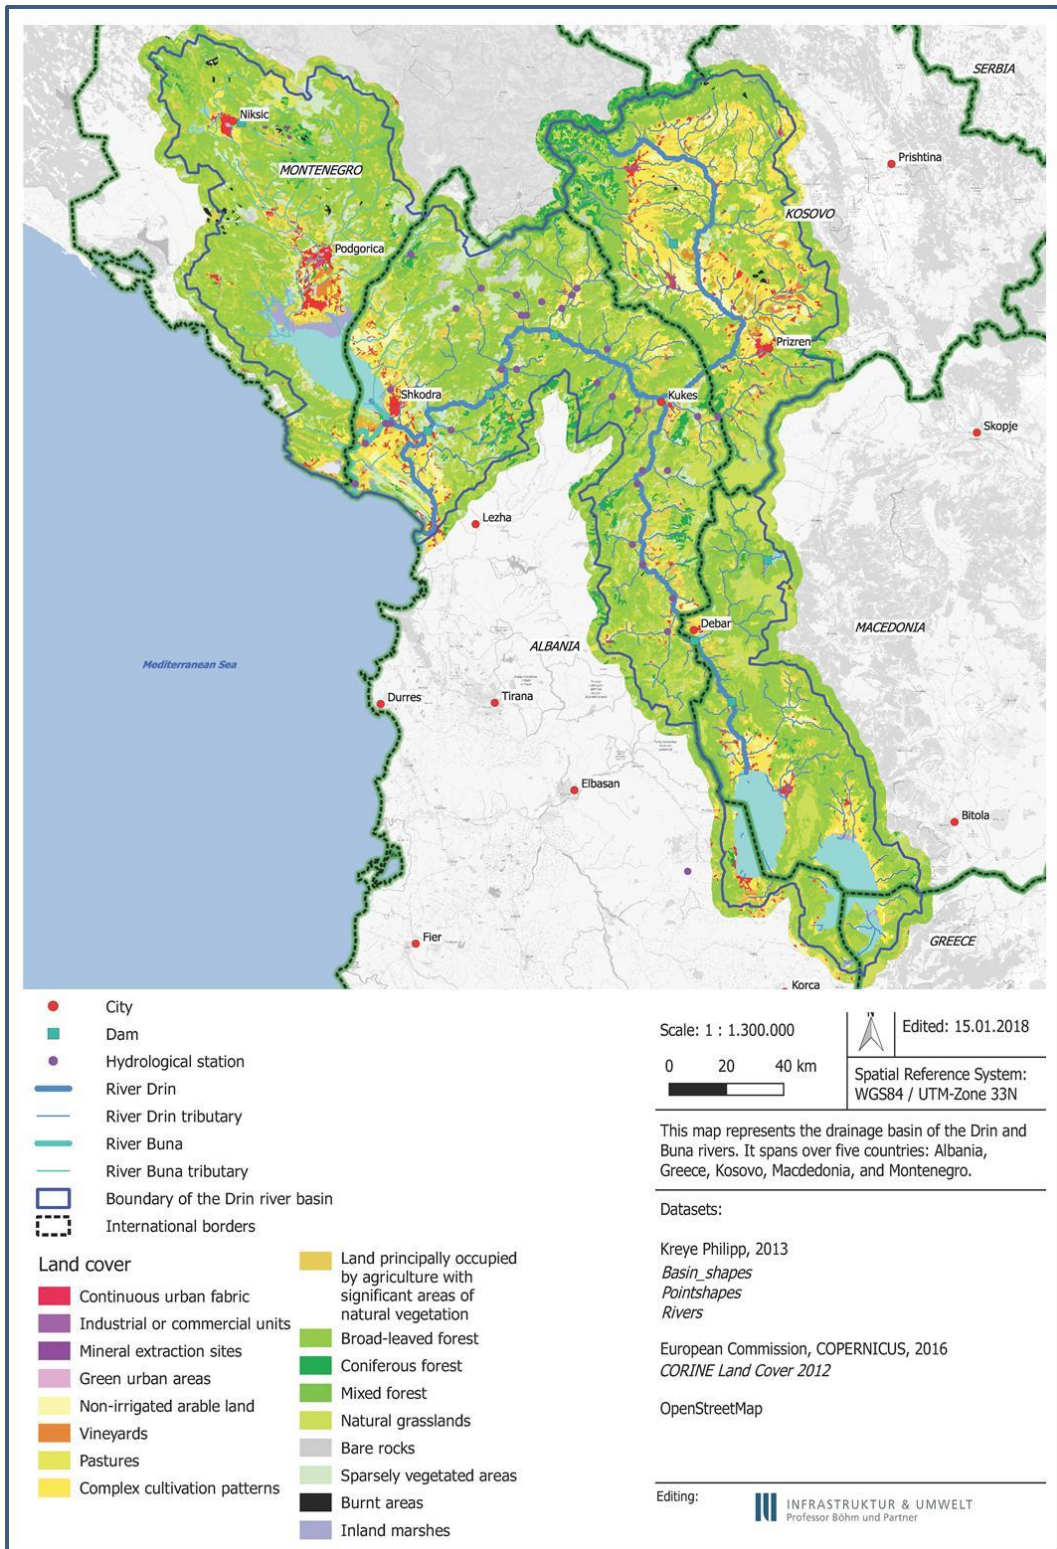 SERBIA
Niksic
Prishtina
MONTENEGRO
KOSOVO
Podgorica
Prizren
Shkodra
Kukes
Skopje
Lezha
Debar
MACEDONIA
ALBANIA
Mediterranean Sea
Durres
Tirana
Elbasan
Bitola
Fier
GREECE
Korca
City
Dam
Hydrological station
River Drin
River Drin tributary
River Buna
River Buna tributary
Boundary of the Drin river basin
International borders
Land cover
Continuous urban fabric
Industrial or commercial units
Mineral extraction sites
Green urban areas
Non-irrigated arable land
Vineyards
Pastures
Complex cultivation patterns
Land principally occupied
by agriculture with
significant areas of
natural vegetation
Broad-leaved forest
Coniferous forest
Mixed forest
Natural grasslands
Bare rocks
Sparsely vegetated areas
Burnt areas
Inland marshes
Scale: 1 : 1.300.000
0 20 40 km
N
Edited: 15.01.2018
Spatial Reference System:
WGS84 / UTM-Zone 33N
This map represents the drainage basin of the Drin and
Buna rivers. It spans over five countries: Albania,
Greece, Kosovo, Macdedonia, and Montenegro.
Datasets:
Kreye Philipp, 2013
Basin_shapes
Pointshapes
Rivers
European Commission, COPERNICUS, 2016
CORINE Land Cover 2012
OpenStreetMap
Editing:
INFRASTRUKTUR & UMWELT
Professor Böhm und Partner